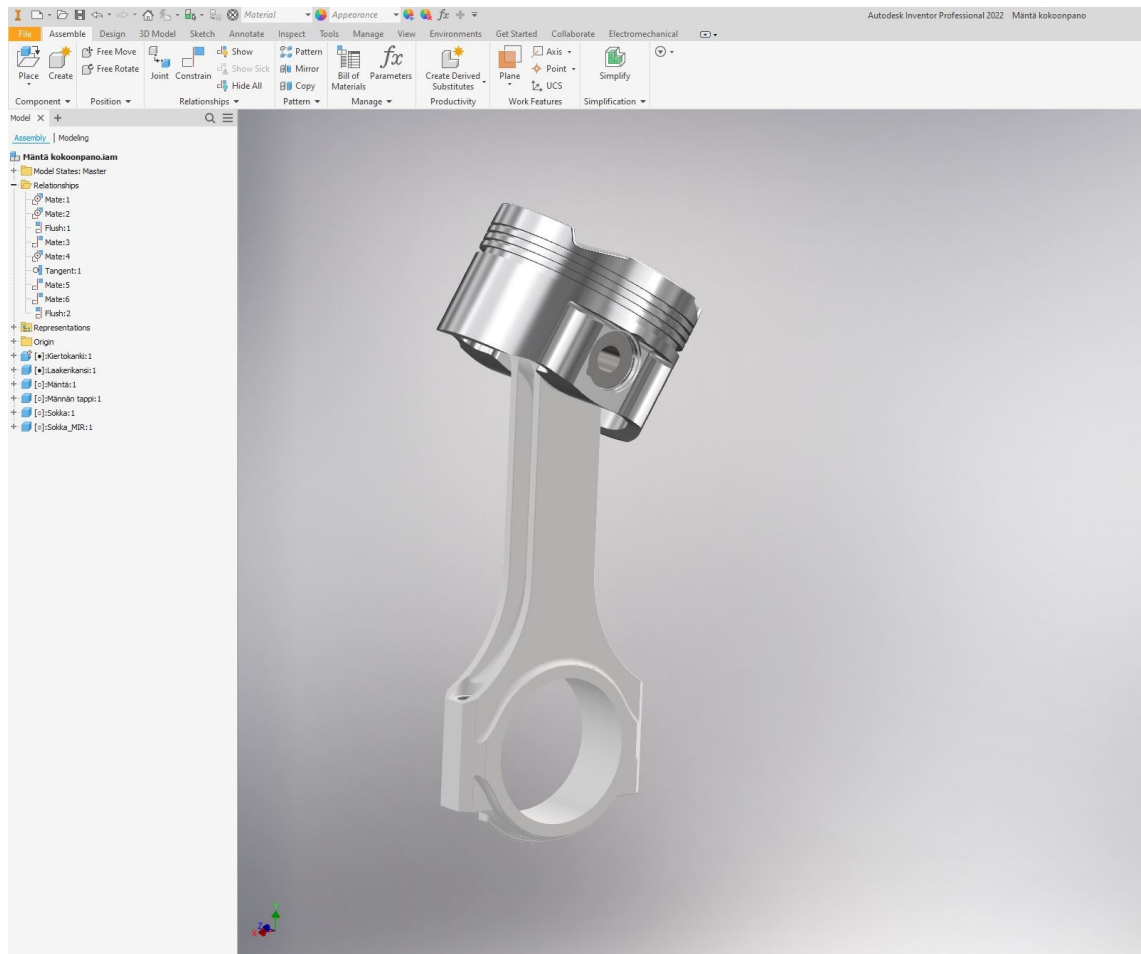 Material
Appearance
fx
Autodesk Inventor Professional 2022 Mäntä kokoonpano
File Assemble Design 3D Model Sketch Annotate Inspect Tools Manage View Environments Get Started Collaborate Electromechanical
Place
Create
Free Move
Free Rotate
Joint
Constrain
Show
Show Sick
Hide All
Pattern
Mirror
Copy
Bill of
Materials
fx
Parameters
Create Derived
Substitutes
Plane
Axis
Point
UCS
Simplify
Component Position Relationships Pattern Manage Productivity Work Features Simplification
Model
Assembly | Modeling
Mäntä kokoonpano.iam
Model States: Master
Relationships
Mate:1
Mate:2
Flush:1
Mate:3
Mate:4
Tangent:1
Mate:5
Mate:6
Flush:2
Representations
Origin
[●]:Kiertokanki:1
[●]:Laakerikansi:1
[○]:Mäntä:1
[○]:Männän tappi:1
[○]:Sokka:1
[○]:Sokka_MIR:1
Y
Z
X